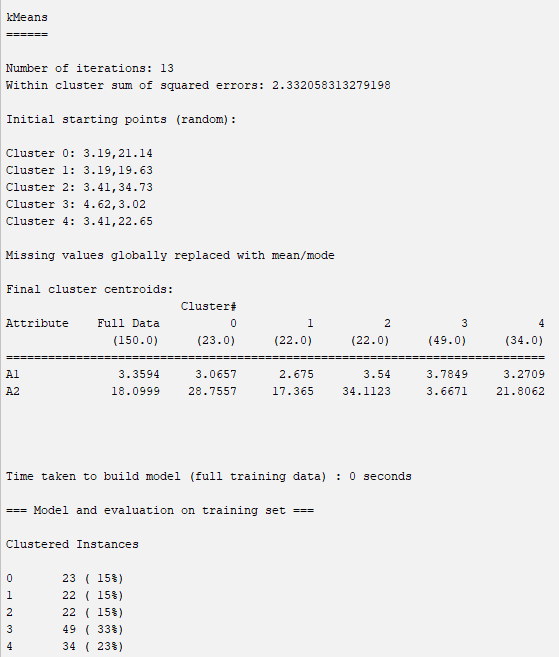 kMeans
======
Number of iterations: 13
Within cluster sum of squared errors: 2.332058313279198
Initial starting points (random):
Cluster 0: 3.19,21.14
Cluster 1: 3.19,19.63
Cluster 2: 3.41,34.73
Cluster 3: 4.62,3.02
Cluster 4: 3.41,22.65
Missing values globally replaced with mean/mode
Final cluster centroids:
Cluster#
Attribute Full Data 0 1 2 3 4
(150.0) (23.0) (22.0) (22.0) (49.0) (34.0)
==============================================================================
A1 3.3594 3.0657 2.675 3.54 3.7849 3.2709
A2 18.0999 28.7557 17.365 34.1123 3.6671 21.8062
Time taken to build model (full training data) : 0 seconds
=== Model and evaluation on training set ===
Clustered Instances
0 23 ( 15%)
1 22 ( 15%)
2 22 ( 15%)
3 49 ( 33%)
4 34 ( 23%)